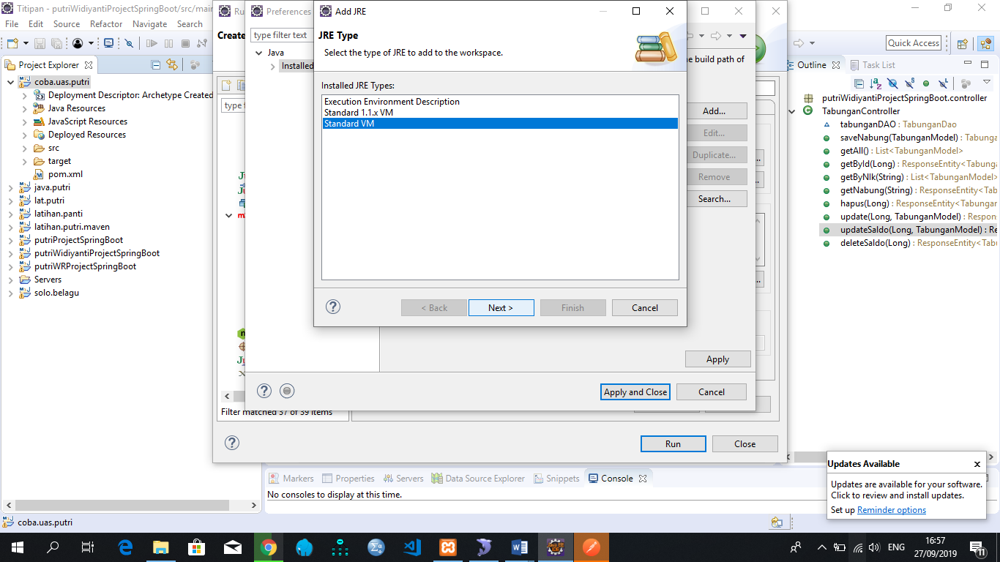 Titipan - putriWidiyantiProjectSpringBoot/src/main
File Edit Source Refactor Navigate Search
Quick Access
Project Explorer
coba.uas.putri
Deployment Descriptor: Archetype Created
Java Resources
JavaScript Resources
Deployed Resources
src
target
pom.xml
java.putri
lat.putri
latihan.panti
latihan.putri.maven
putriProjectSpringBoot
putriWidiyantiProjectSpringBoot
putriWRProjectSpringBoot
Servers
solo.belagu
Ru
Create
type
Filter matched 37 of 39 items
Run
Close
Preferences
type filter text
Java
Installed
he build path of
Add...
Edit...
Duplicate...
Remove
Search...
Apply
Apply and Close
Cancel
Add JRE
JRE Type
Select the type of JRE to add to the workspace.
Installed JRE Types:
Execution Environment Description
Standard 1.1.x VM
Standard VM
< Back
Next >
Finish
Cancel
Outline
Task List
putriWidiyantiProjectSpringBoot.controller
TabunganController
tabunganDAO : TabunganDao
saveNabung(TabunganModel) : Tabunga
getAll() : List<TabunganModel>
getById(Long) : ResponseEntity<Tabung
getByNIk(String) : List<TabunganModel>
getNabung(String) : ResponseEntity<Tab
hapus(Long) : ResponseEntity<Tabungan
update(Long, TabunganModel) : Respon
updateSaldo(Long, TabunganModel) : Re
deleteSaldo(Long) : ResponseEntity<Tabu
Markers
Properties
Servers
Data Source Explorer
Snippets
Console
No consoles to display at this time.
Updates Available
Updates are available for your software.
Click to review and install updates.
Set up Reminder options
coba.uas.putri
ENG
16:57
27/09/2019
11